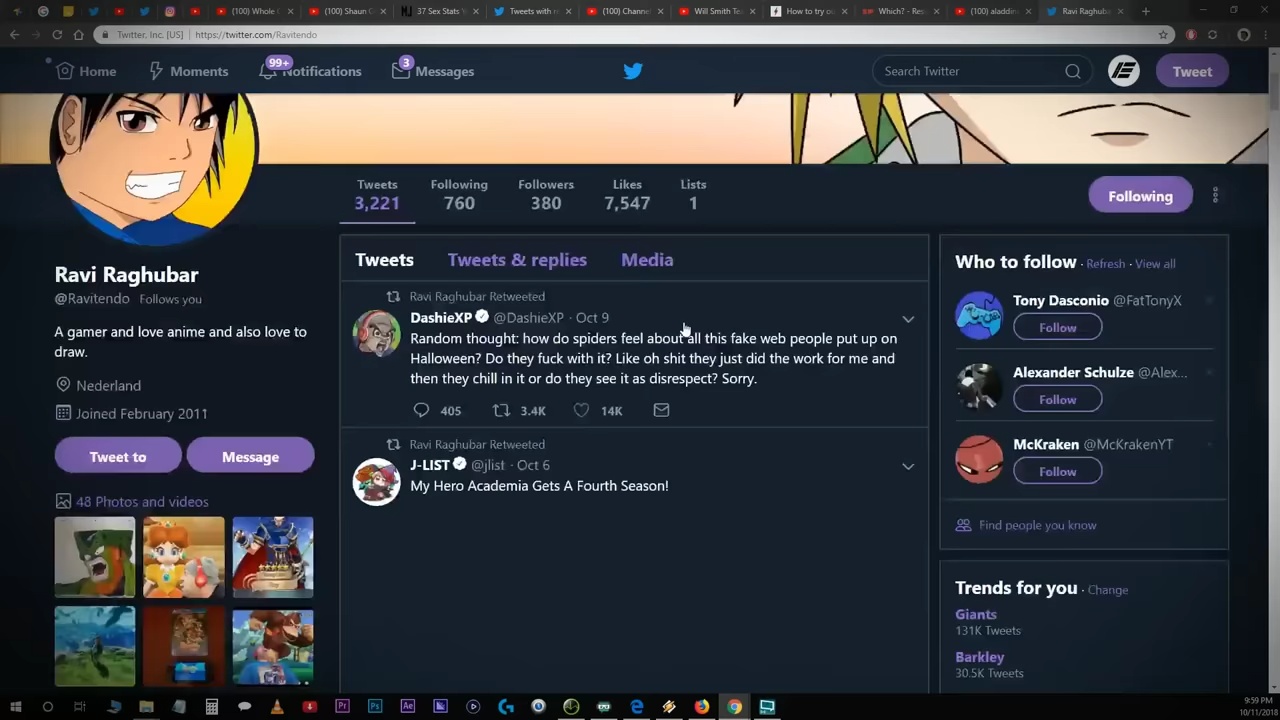 (100) Whole
(100) Shaun
37 Sex Stats
Tweets with
(100) Channel
Will Smith Te
How to try ou
Which? - Res
(100) aladdin
Ravi Raghuba
Twitter, Inc. [US] | https://twitter.com/Ravitendo
Home
Moments
99+
Notifications
3
Messages
Search Twitter
Tweet
Tweets
3,221
Following
760
Followers
380
Likes
7,547
Lists
1
Following
Ravi Raghubar
@Ravitendo Follows you
A gamer and love anime and also love to
draw.
Nederland
Joined February 2011
Tweet to
Message
48 Photos and videos
Tweets
Tweets & replies
Media
Ravi Raghubar Retweeted
DashieXP @DashieXP · Oct 9
Random thought: how do spiders feel about all this fake web people put up on
Halloween? Do they fuck with it? Like oh shit they just did the work for me and
then they chill in it or do they see it as disrespect? Sorry.
405
3.4K
14K
Ravi Raghubar Retweeted
J-LIST @jlist · Oct 6
My Hero Academia Gets A Fourth Season!
Who to follow · Refresh · View all
Tony Dasconio @FatTonyX
Follow
Alexander Schulze @Alex...
Follow
McKraken @McKrakenYT
Follow
Find people you know
Trends for you · Change
Giants
131K Tweets
Barkley
30.5K Tweets
9:59 PM
10/11/2018